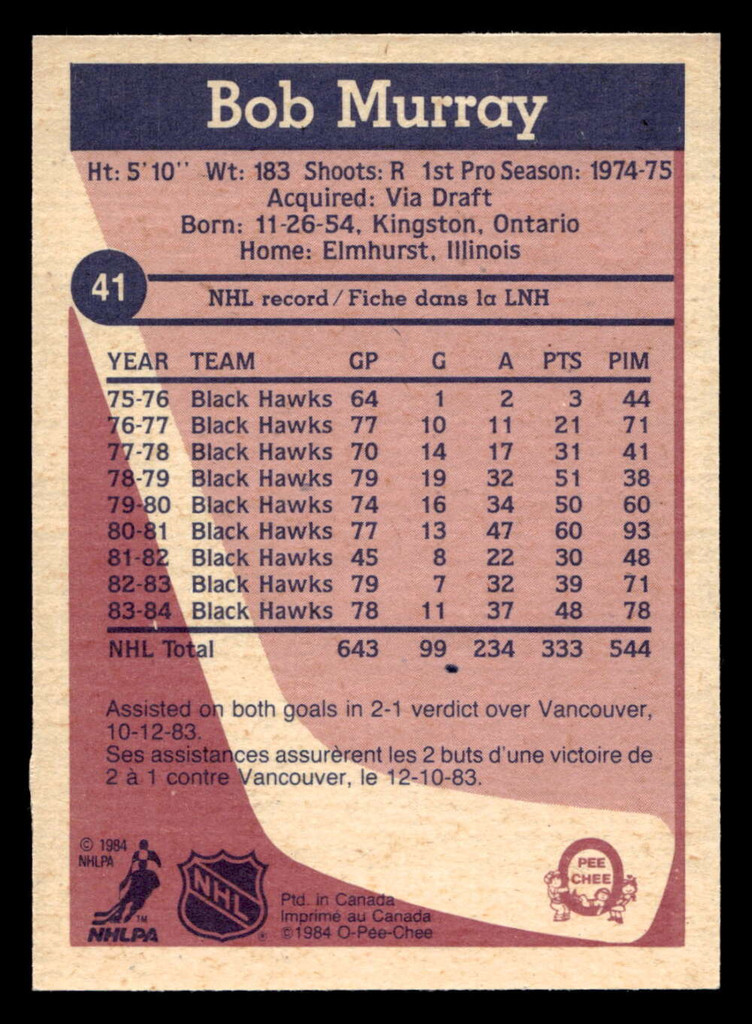 Bob Murray
Ht: 5'10'' Wt: 183 Shoots: R 1st Pro Season: 1974-75
Acquired: Via Draft
Born: 11-26-54, Kingston, Ontario
Home: Elmhurst, Illinois
41
NHL record/Fiche dans la LNH
YEAR TEAM GP G A PTS PIM
75-76 Black Hawks 64 1 2 3 44
76-77 Black Hawks 77 10 11 21 71
77-78 Black Hawks 70 14 17 31 41
78-79 Black Hawks 79 19 32 51 38
79-80 Black Hawks 74 16 34 50 60
80-81 Black Hawks 77 13 47 60 93
81-82 Black Hawks 45 8 22 30 48
82-83 Black Hawks 79 7 32 39 71
83-84 Black Hawks 78 11 37 48 78
NHL Total 643 99 234 333 544
Assisted on both goals in 2-1 verdict over Vancouver,
10-12-83.
Ses assistances assurèrent les 2 buts d'une victoire de
2 à 1 contre Vancouver, le 12-10-83.
© 1984
NHLPA
TM
NHLPA
NHL
®
Ptd. in Canada
Imprimé au Canada
©1984 O-Pee-Chee
PEE
CHEE